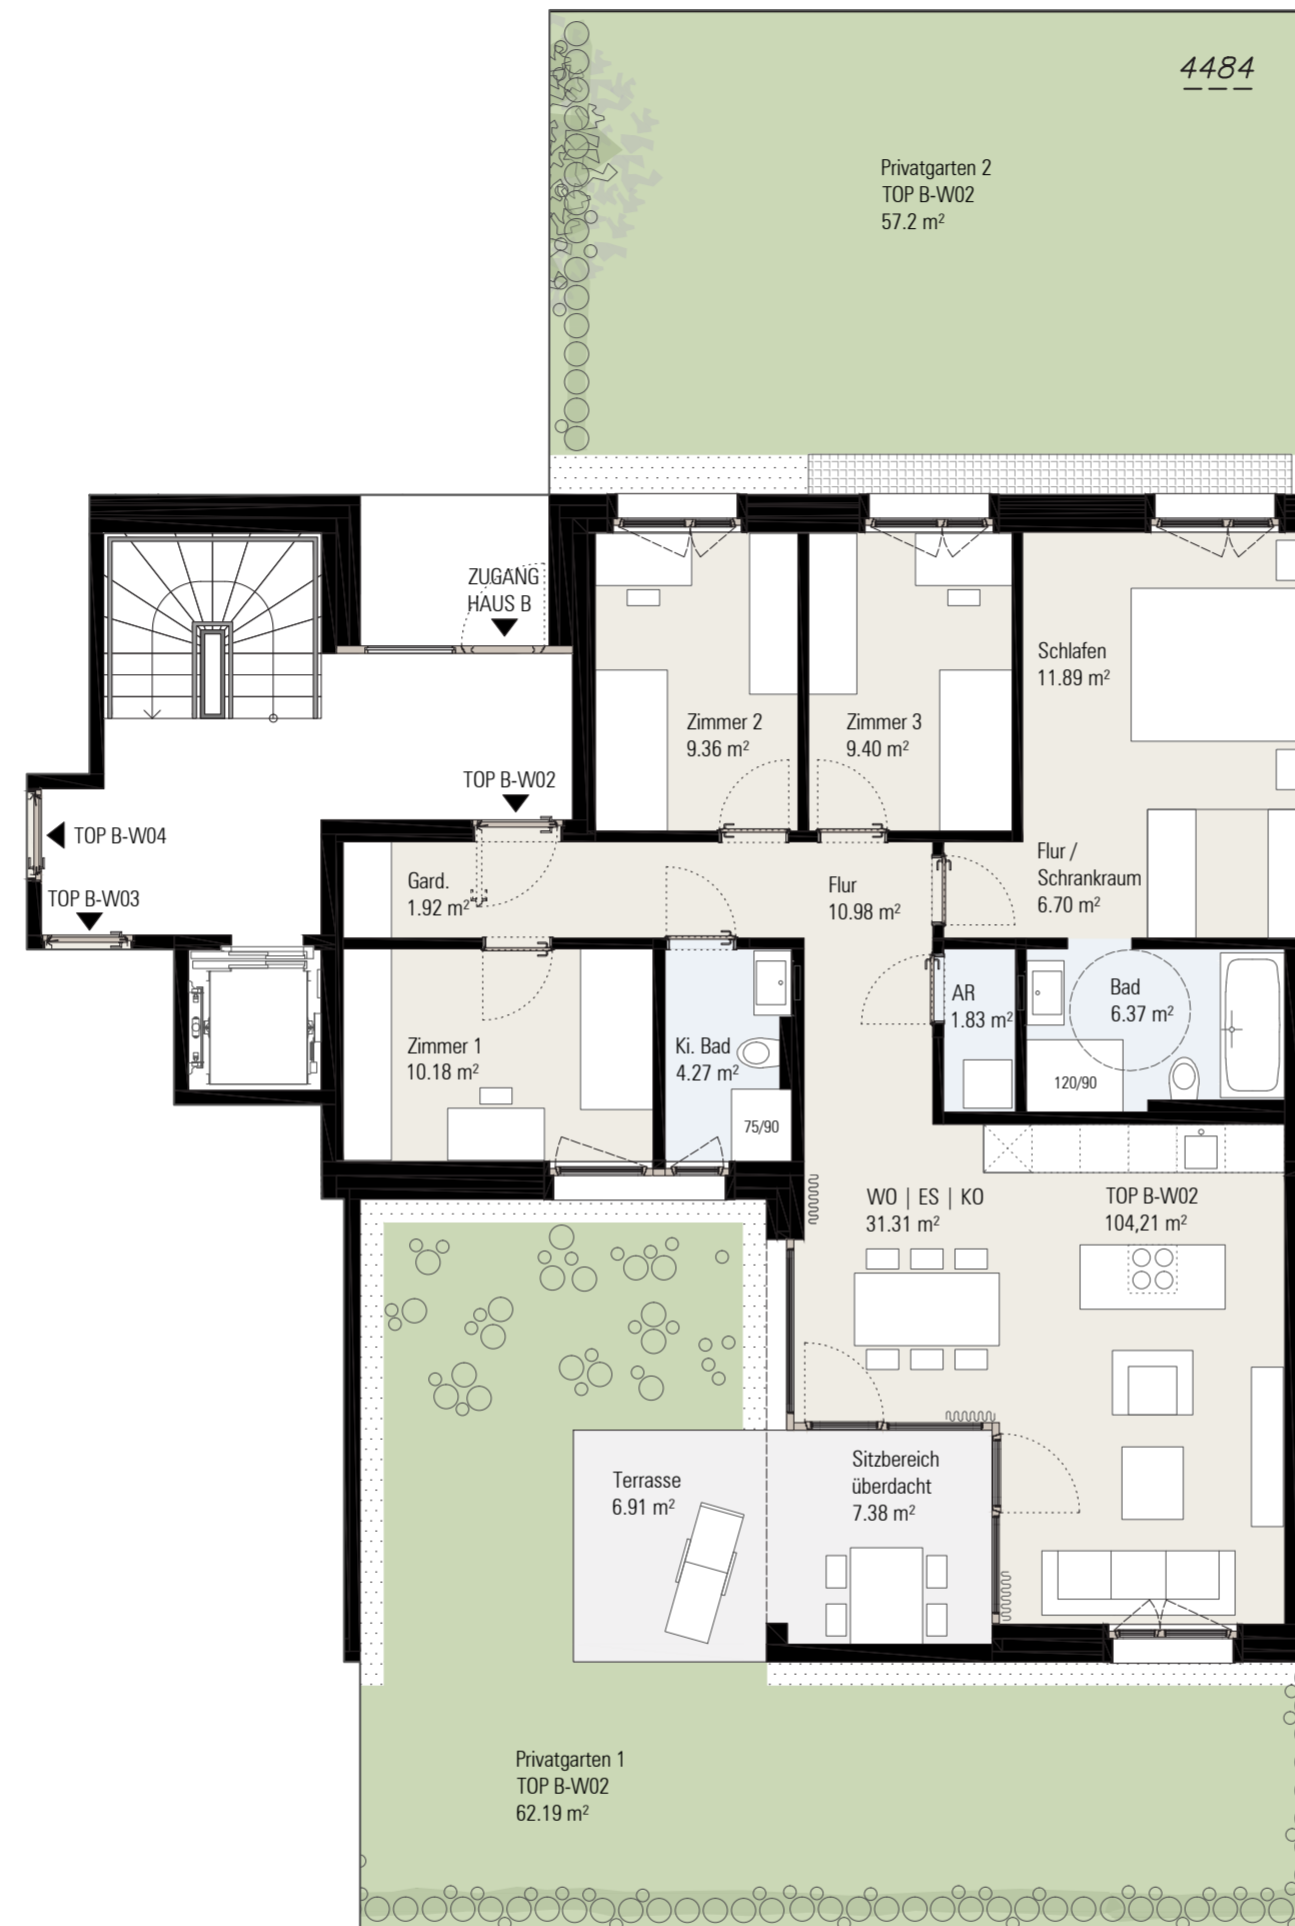 4484
Privatgarten 2
TOP B-W02
57.2 m²
ZUGANG
HAUS B
Schlafen
11.89 m²
Zimmer 2
9.36 m²
Zimmer 3
9.40 m²
TOP B-W02
TOP B-W04
TOP B-W03
Gard.
1.92 m²
Flur
10.98 m²
Flur /
Schrankraum
6.70 m²
Zimmer 1
10.18 m²
Ki. Bad
4.27 m²
75/90
AR
1.83 m²
Bad
6.37 m²
120/90
WO | ES | KO
31.31 m²
TOP B-W02
104,21 m²
Terrasse
6.91 m²
Sitzbereich
überdacht
7.38 m²
Privatgarten 1
TOP B-W02
62.19 m²